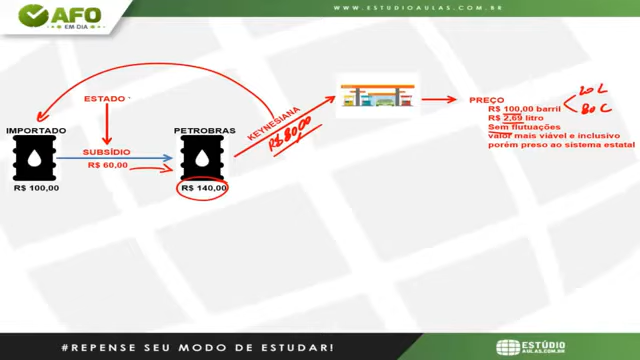 AFO
EM DIA
WWW.ESTUDIOAULAS.COM.BR
ESTADO
IMPORTADO
SUBSÍDIO
R$ 60,00
R$ 100,00
PETROBRAS
R$ 140,00
KEYNESIANA
R$ 80,00
PREÇO
R$ 100,00 barril
R$ 2,69 litro
Sem flutuações
valor mais viável e inclusivo
porém preso ao sistema estatal
20 L
80 C
#REPENSE SEU MODO DE ESTUDAR!
ESTÚDIO
AULAS.COM.BR